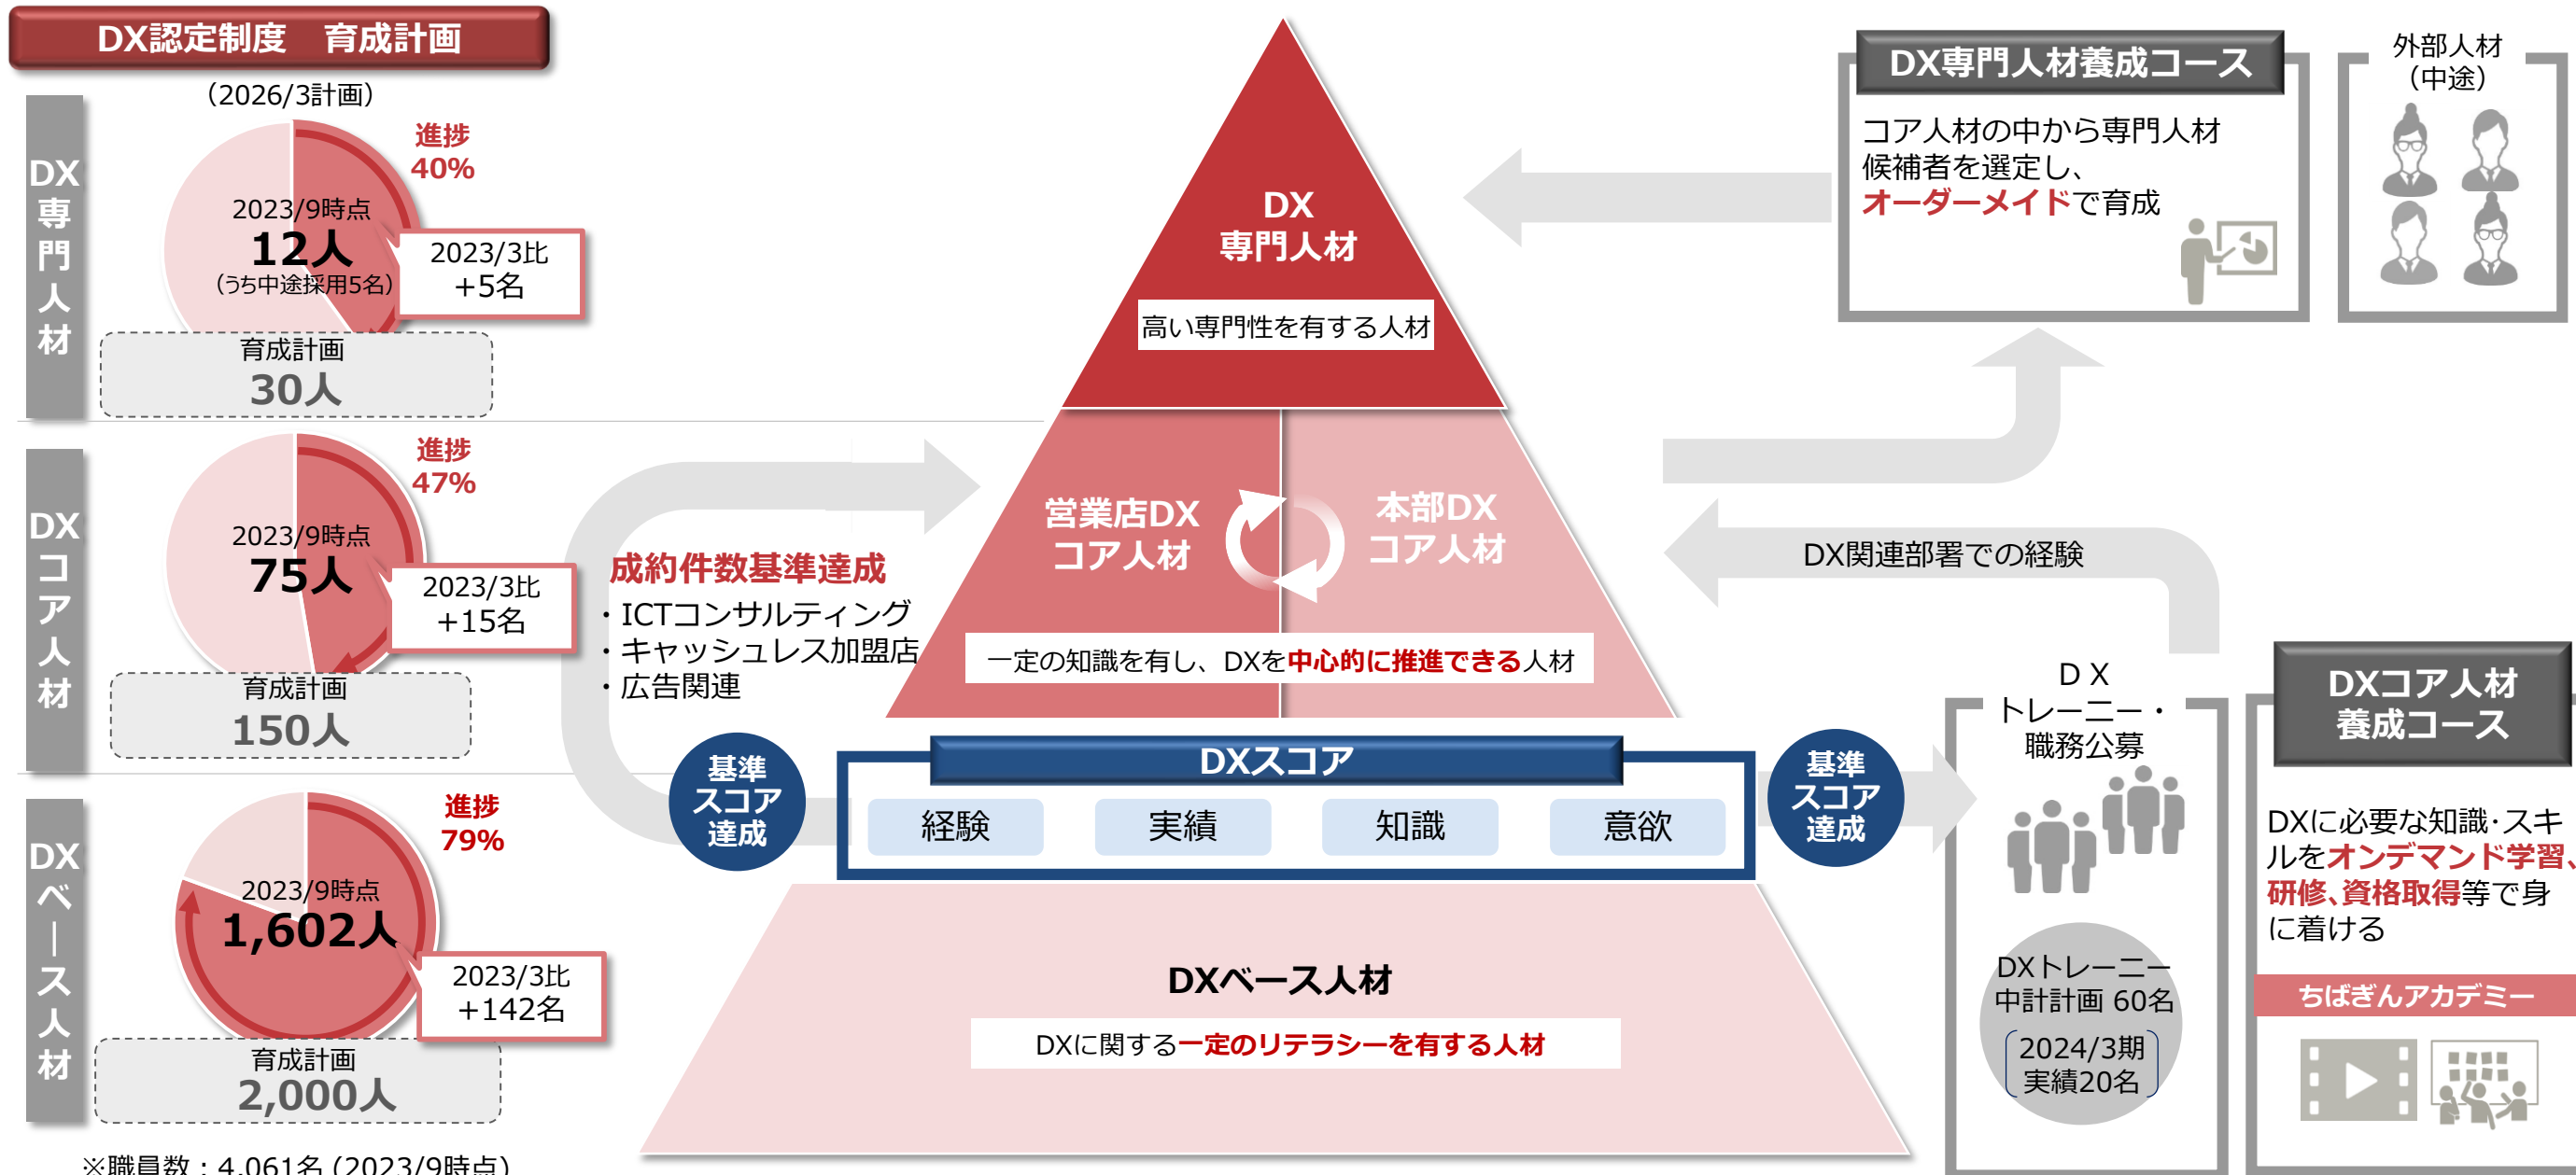 DX認定制度　育成計画
（2026/3計画）
DX専門人材
進捗
40%
2023/9時点
12人
（うち中途採用5名）
2023/3比
+5名
育成計画
30人
DXコア人材
進捗
47%
2023/9時点
75人
2023/3比
+15名
育成計画
150人
DXベース人材
進捗
79%
2023/9時点
1,602人
2023/3比
+142名
育成計画
2,000人
※職員数：4,061名 (2023/9時点)
成約件数基準達成
・ICTコンサルティング
・キャッシュレス加盟店
・広告関連
基準
スコア
達成
DX
専門人材
高い専門性を有する人材
営業店DX
コア人材
本部DX
コア人材
一定の知識を有し、DXを中心的に推進できる人材
DXスコア
経験
実績
知識
意欲
DXベース人材
DXに関する一定のリテラシーを有する人材
基準
スコア
達成
DX専門人材養成コース
コア人材の中から専門人材
候補者を選定し、
オーダーメイドで育成
外部人材
（中途）
DX関連部署での経験
ＤＸ
トレーニー・
職務公募
DXトレーニー
中計計画 60名
2024/3期
実績20名
DXコア人材
養成コース
DXに必要な知識･スキ
ルをオンデマンド学習、
研修､資格取得等で身
に着ける
ちばぎんアカデミー